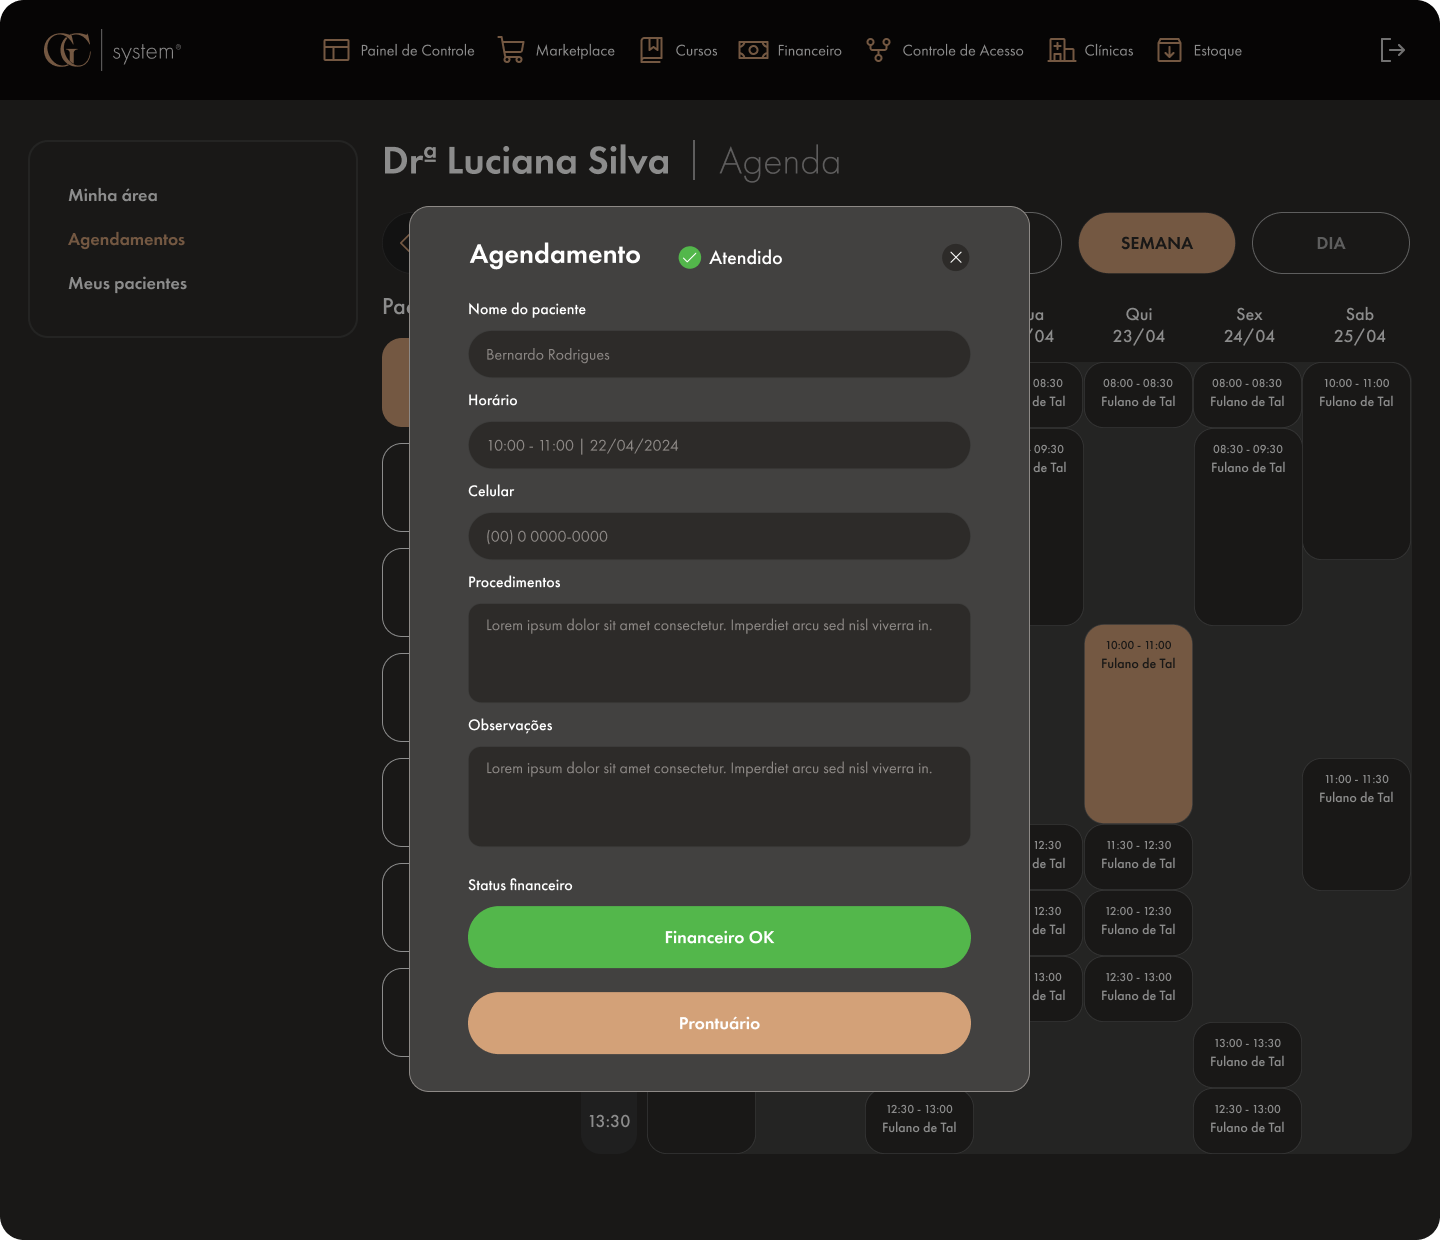 GC system®
Painel de Controle
Marketplace
Cursos
Financeiro
Controle de Acesso
Clínicas
Estoque
Minha área
Agendamentos
Meus pacientes
Drª Luciana Silva | Agenda
SEMANA
DIA
Agendamento
Atendido
Nome do paciente
Bernardo Rodrigues
Horário
10:00 - 11:00 | 22/04/2024
Celular
(00) 0 0000-0000
Procedimentos
Lorem ipsum dolor sit amet consectetur. Imperdiet arcu sed nisl viverra in.
Observações
Lorem ipsum dolor sit amet consectetur. Imperdiet arcu sed nisl viverra in.
Status financeiro
Financeiro OK
Prontuário
/04
08:30
de Tal
09:30
de Tal
12:30
de Tal
12:30
de Tal
13:00
de Tal
Qui
23/04
08:00 - 08:30
Fulano de Tal
10:00 - 11:00
Fulano de Tal
11:30 - 12:30
Fulano de Tal
12:00 - 12:30
Fulano de Tal
12:30 - 13:00
Fulano de Tal
Sex
24/04
08:00 - 08:30
Fulano de Tal
08:30 - 09:30
Fulano de Tal
13:00 - 13:30
Fulano de Tal
12:30 - 13:00
Fulano de Tal
Sab
25/04
10:00 - 11:00
Fulano de Tal
11:00 - 11:30
Fulano de Tal
13:30
12:30 - 13:00
Fulano de Tal